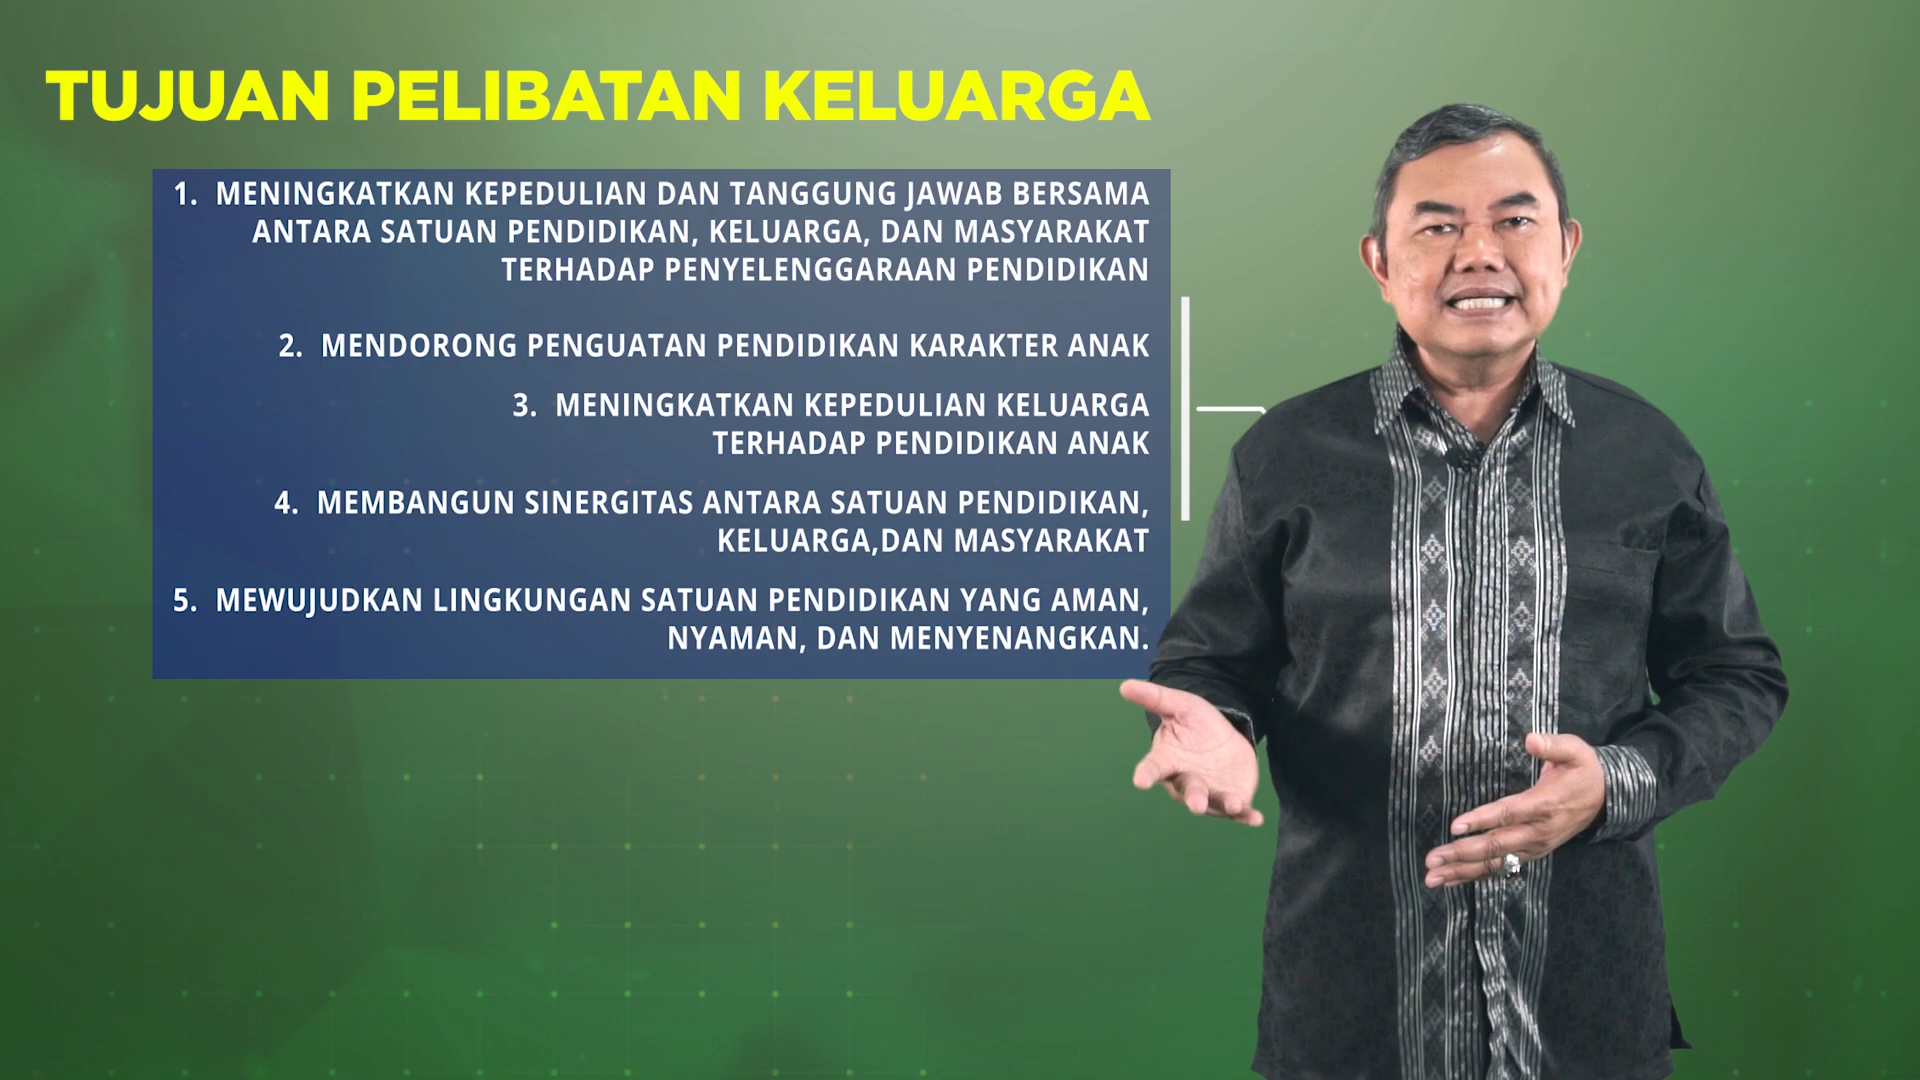 TUJUAN PELIBATAN KELUARGA
1. MENINGKATKAN KEPEDULIAN DAN TANGGUNG JAWAB BERSAMA
ANTARA SATUAN PENDIDIKAN, KELUARGA, DAN MASYARAKAT
TERHADAP PENYELENGGARAAN PENDIDIKAN
2. MENDORONG PENGUATAN PENDIDIKAN KARAKTER ANAK
3. MENINGKATKAN KEPEDULIAN KELUARGA
TERHADAP PENDIDIKAN ANAK
4. MEMBANGUN SINERGITAS ANTARA SATUAN PENDIDIKAN,
KELUARGA,DAN MASYARAKAT
5. MEWUJUDKAN LINGKUNGAN SATUAN PENDIDIKAN YANG AMAN,
NYAMAN, DAN MENYENANGKAN.